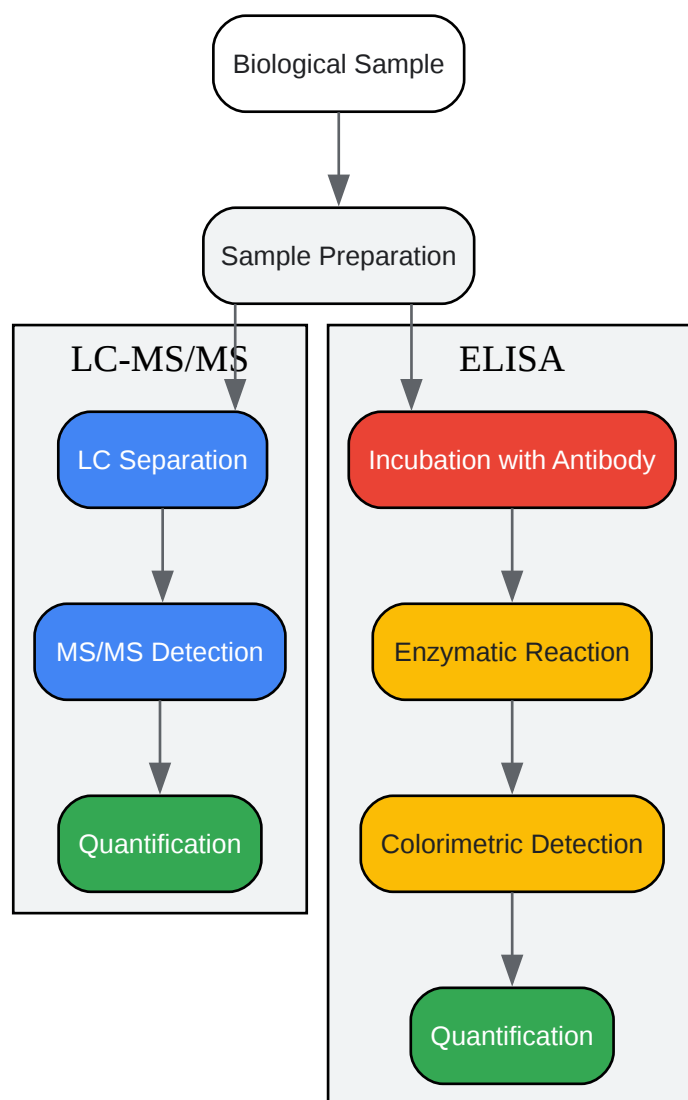 Biological Sample
Sample Preparation
LC-MS/MS
LC Separation
MS/MS Detection
Quantification
ELISA
Incubation with Antibody
Enzymatic Reaction
Colorimetric Detection
Quantification